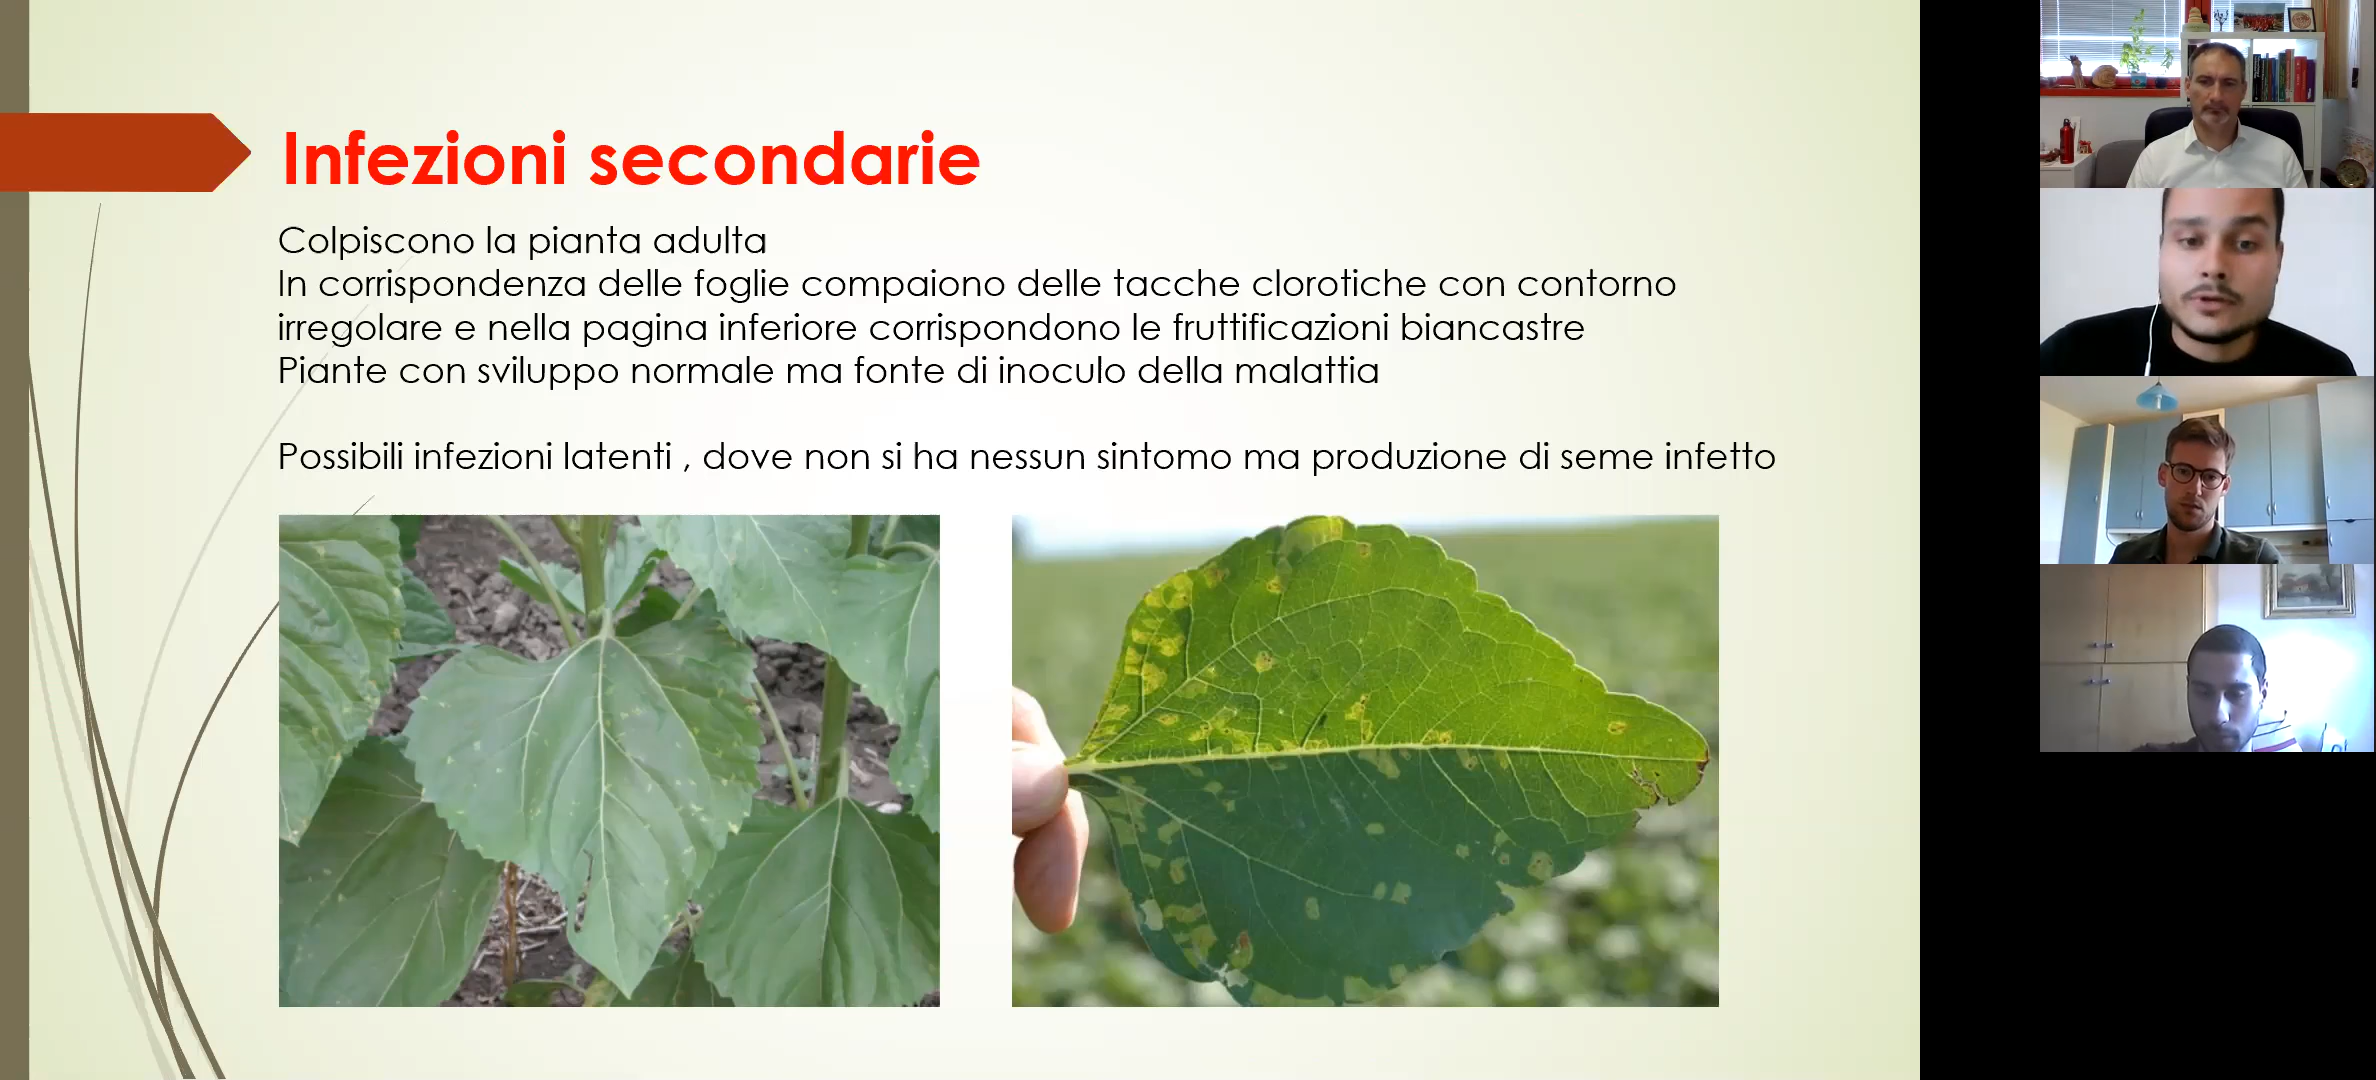 Infezioni secondarie
Colpiscono la pianta adulta
In corrispondenza delle foglie compaiono delle tacche clorotiche con contorno
irregolare e nella pagina inferiore corrispondono le fruttificazioni biancastre
Piante con sviluppo normale ma fonte di inoculo della malattia
Possibili infezioni latenti , dove non si ha nessun sintomo ma produzione di seme infetto